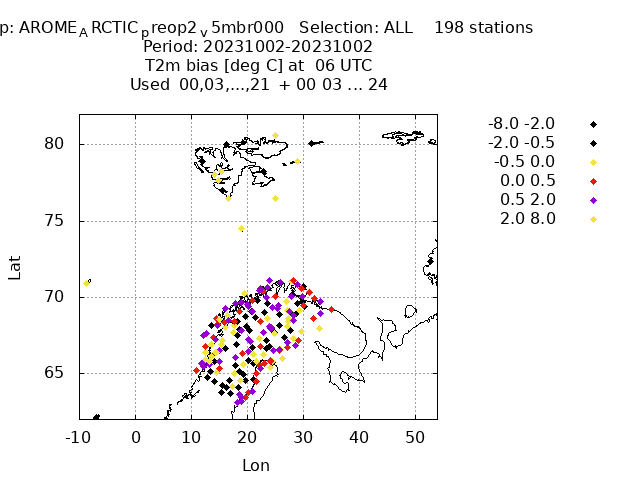 p: AROME_ARCTIC_preop2_v5mbr000 Selection: ALL 198 stations
Period: 20231002-20231002
T2m bias [deg C] at 06 UTC
Used 00,03,...,21 + 00 03 ... 24
-8.0 -2.0
-2.0 -0.5
-0.5 0.0
0.0 0.5
0.5 2.0
2.0 8.0
80
75
70
65
Lat
-10 0 10 20 30 40 50
Lon